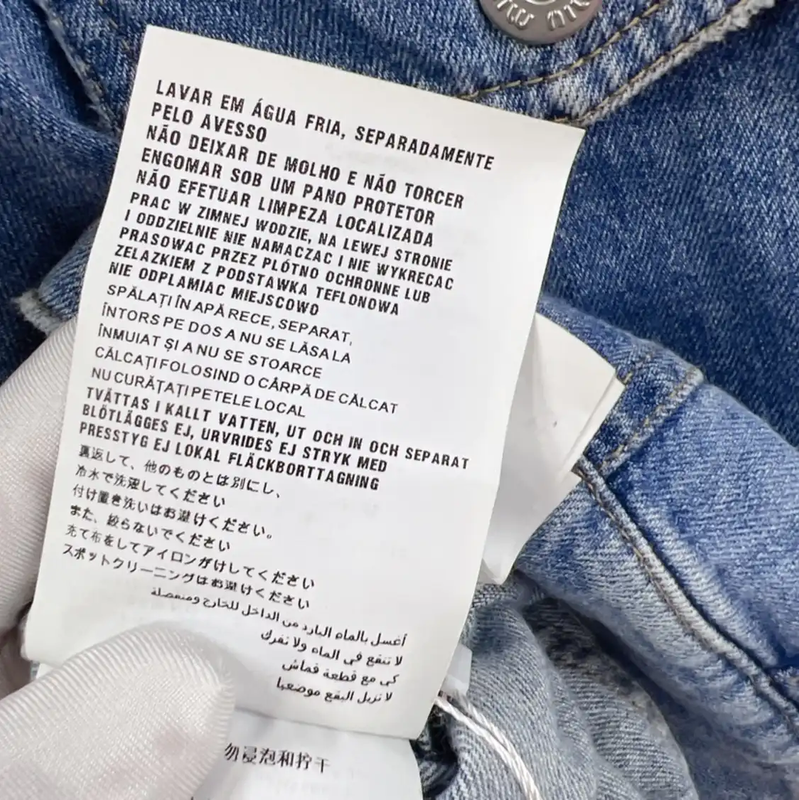 LAVAR EM ÁGUA FRIA, SEPARADAMENTE
PELO AVESSO
NÃO DEIXAR DE MOLHO E NÃO TORCER
ENGOMAR SOB UM PANO PROTETOR
NÃO EFETUAR LIMPEZA LOCALIZADA
PRAC W ZIMNEJ WODZIE, NA LEWEJ STRONIE
I ODDZIELNIE NIE NAMACZAC I NIE WYKRECAC
PRASOWAC PRZEZ PLÓTNO OCHRONNE LUB
ZELAZKIEM Z PODSTAWKA TEFLONOWA
NIE ODPLAMIAC MIEJSCOWO
SPĂLAȚI ÎN APĂ RECE, SEPARAT,
ÎNTORS PE DOS A NU SE LĂSA LA
ÎNMUIAT ȘI A NU SE STOARCE
CĂLCAȚI FOLOSIND O CÂRPĂ DE CĂLCAT
NU CURĂȚAȚI PETELE LOCAL
TVÄTTAS I KALLT VATTEN, UT OCH IN OCH SEPARAT
BLÖTLÄGGES EJ, URVRIDES EJ STRYK MED
PRESSTYG EJ LOKAL FLÄCKBORTTAGNING
裏返して、他のものとは別にし、
冷水で洗濯してください
付け置き洗いはお避けください。
また、絞らないでください
充て布をしてアイロンがけしてください
スポットクリーニングはお避けください
أغسل بالماء البارد من الداخل للخارج ومنفصلة
لا تنقع في الماء ولا تفرك
كي مع قطعة قماش
لا تزيل البقع موضعيا
勿浸泡和拧干